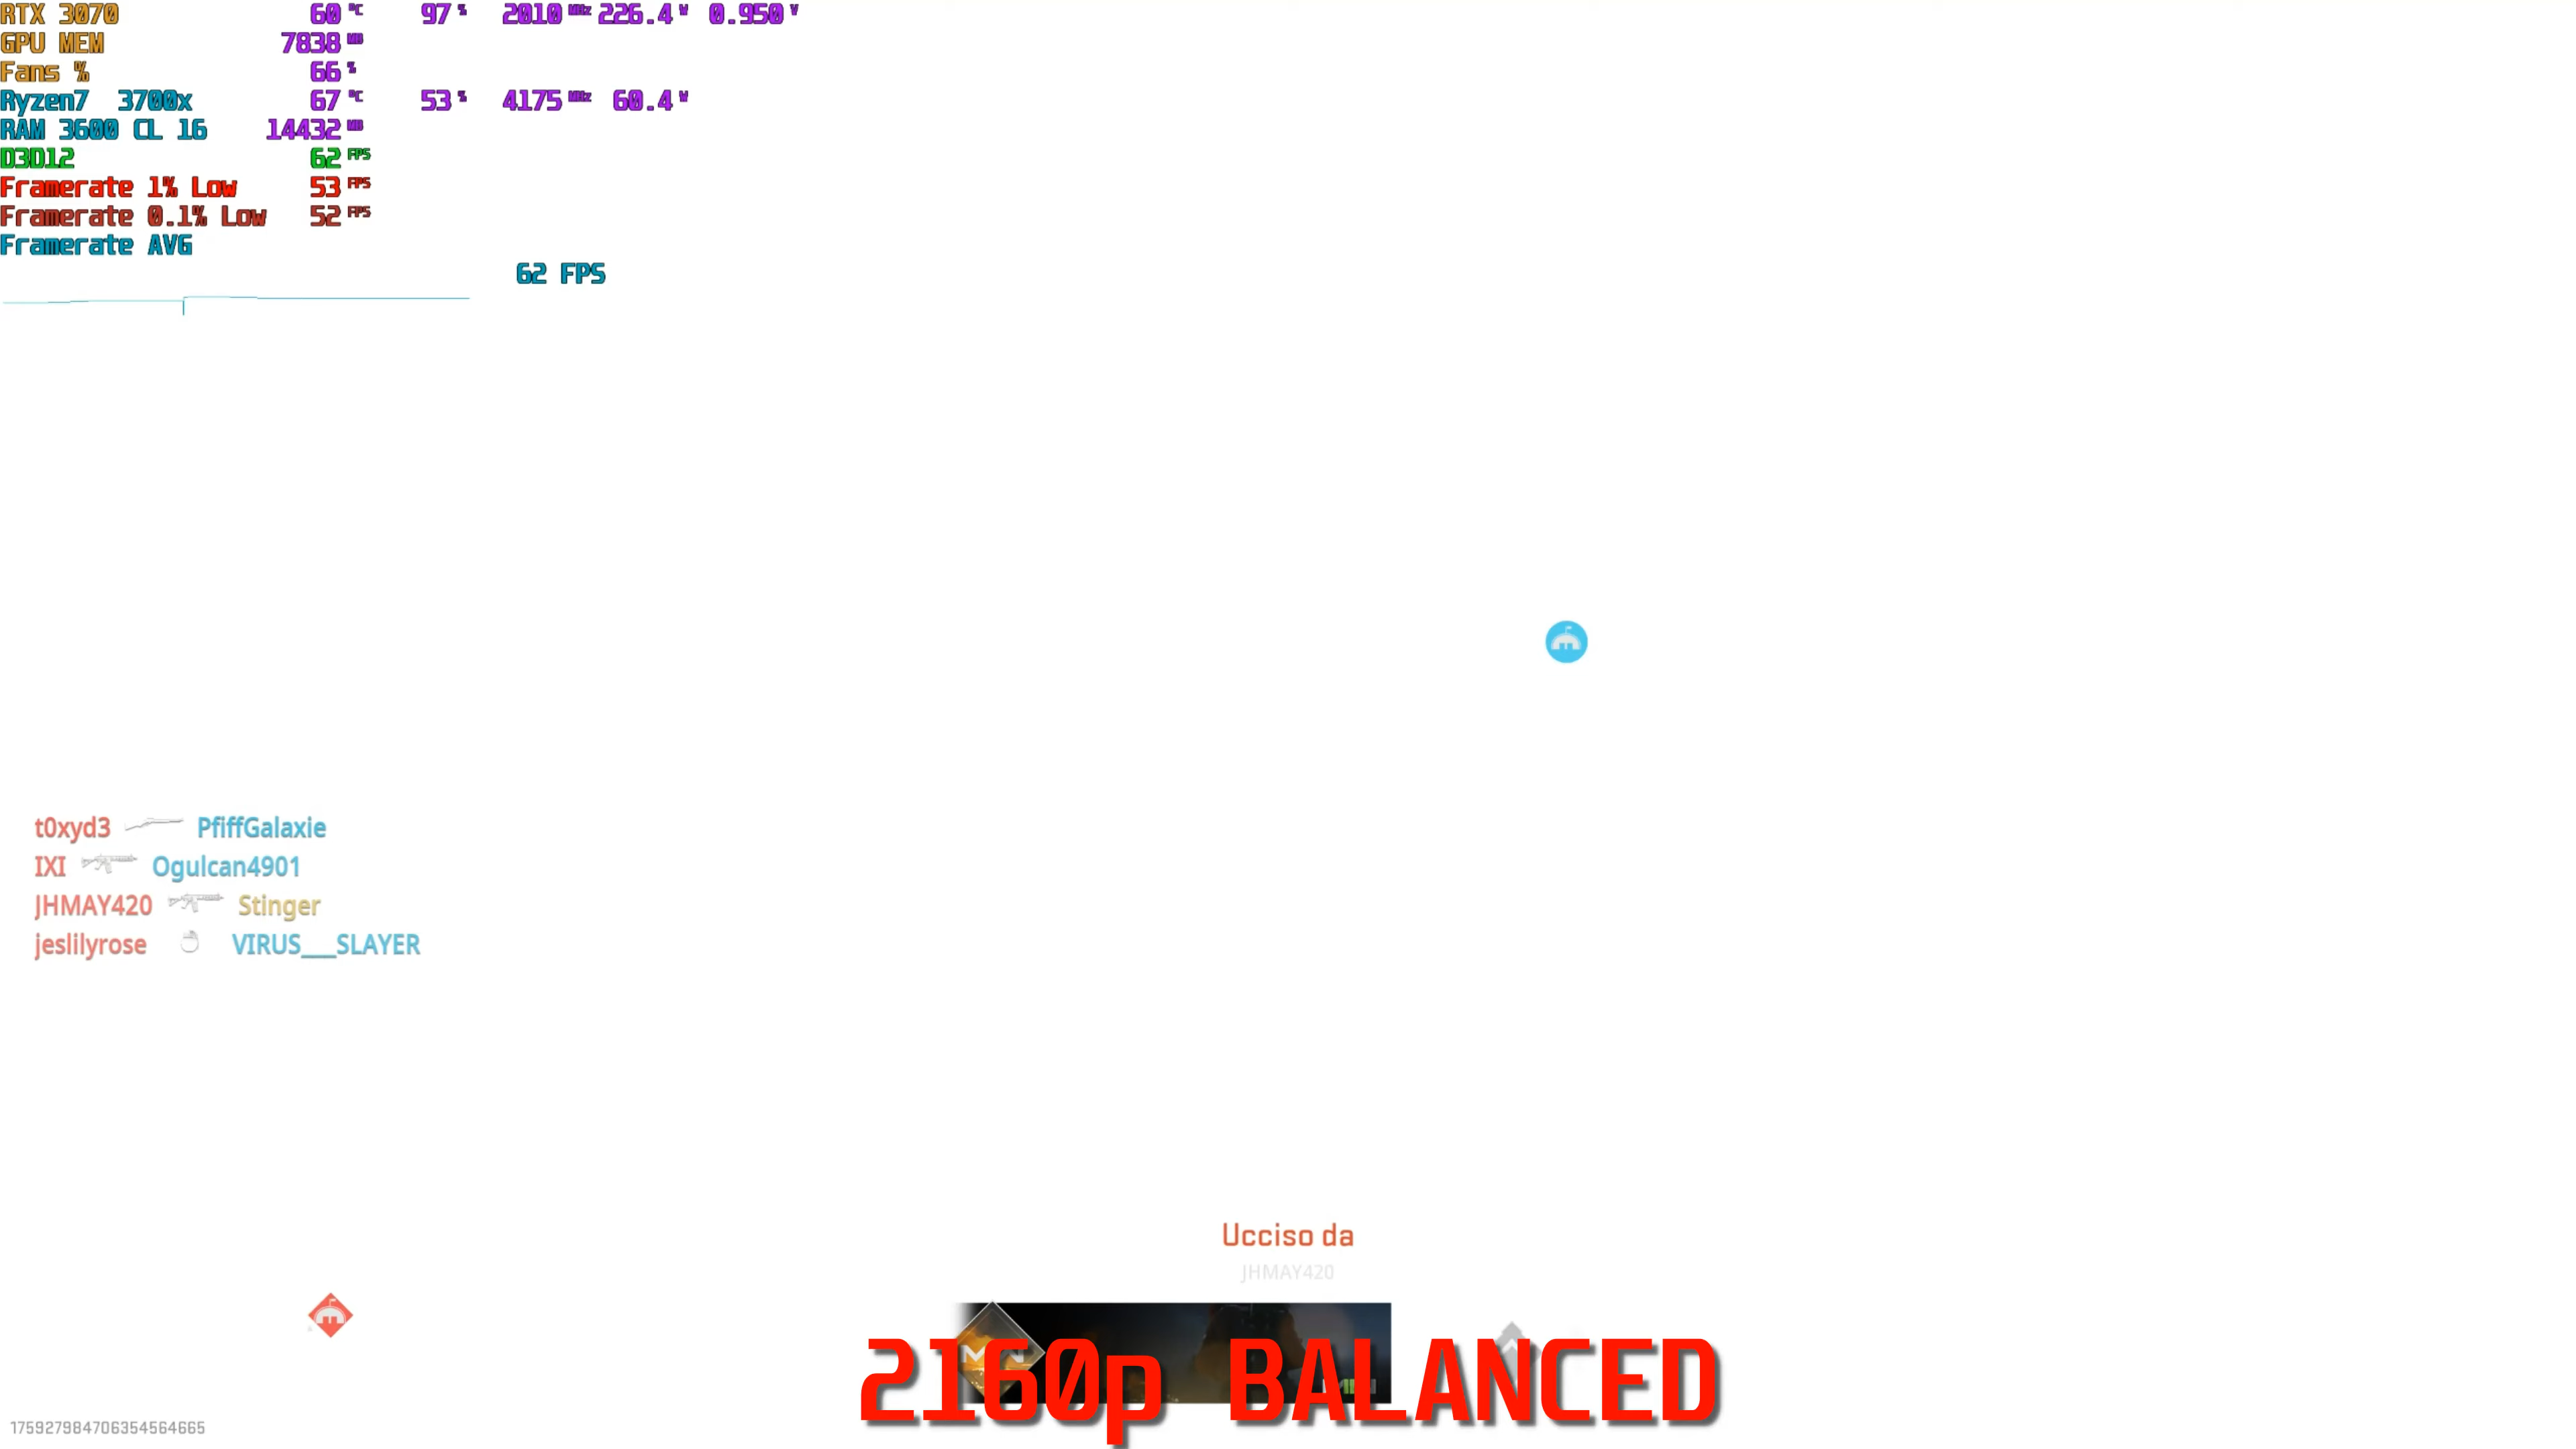 RTX 3070 60 °C 97 % 2010 MHz 226.4 W 0.950 V
GPU MEM 7838 MB
Fans % 66 %
Ryzen7 3700x 67 °C 53 % 4175 MHz 60.4 W
RAM 3600 CL 16 14432 MB
D3D12 62 FPS
Framerate 1% Low 53 FPS
Framerate 0.1% Low 52 FPS
Framerate AVG
62 FPS
t0xyd3 PfiffGalaxie
IXI Ogulcan4901
JHMAY420 Stinger
jeslilyrose VIRUS___SLAYER
Ucciso da
JHMAY420
2160p BALANCED
175927984706354564665